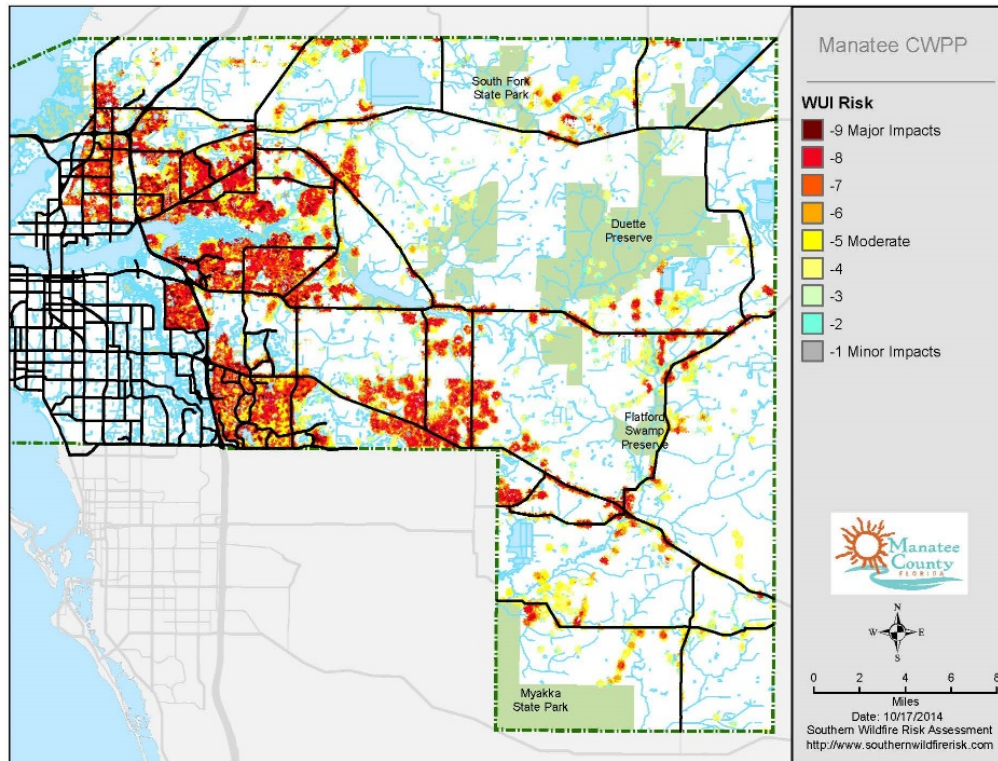 Manatee CWPP
WUI Risk
-9 Major Impacts
-8
-7
-6
-5 Moderate
-4
-3
-2
-1 Minor Impacts
South Fork
State Park
Duette
Preserve
Flatford
Swamp
Preserve
Myakka
State Park
Manatee
County
FLORIDA
N
W E
S
0 2 4 6 8
Miles
Date: 10/17/2014
Southern Wildfire Risk Assessment
http://www.southernwildfirerisk.com